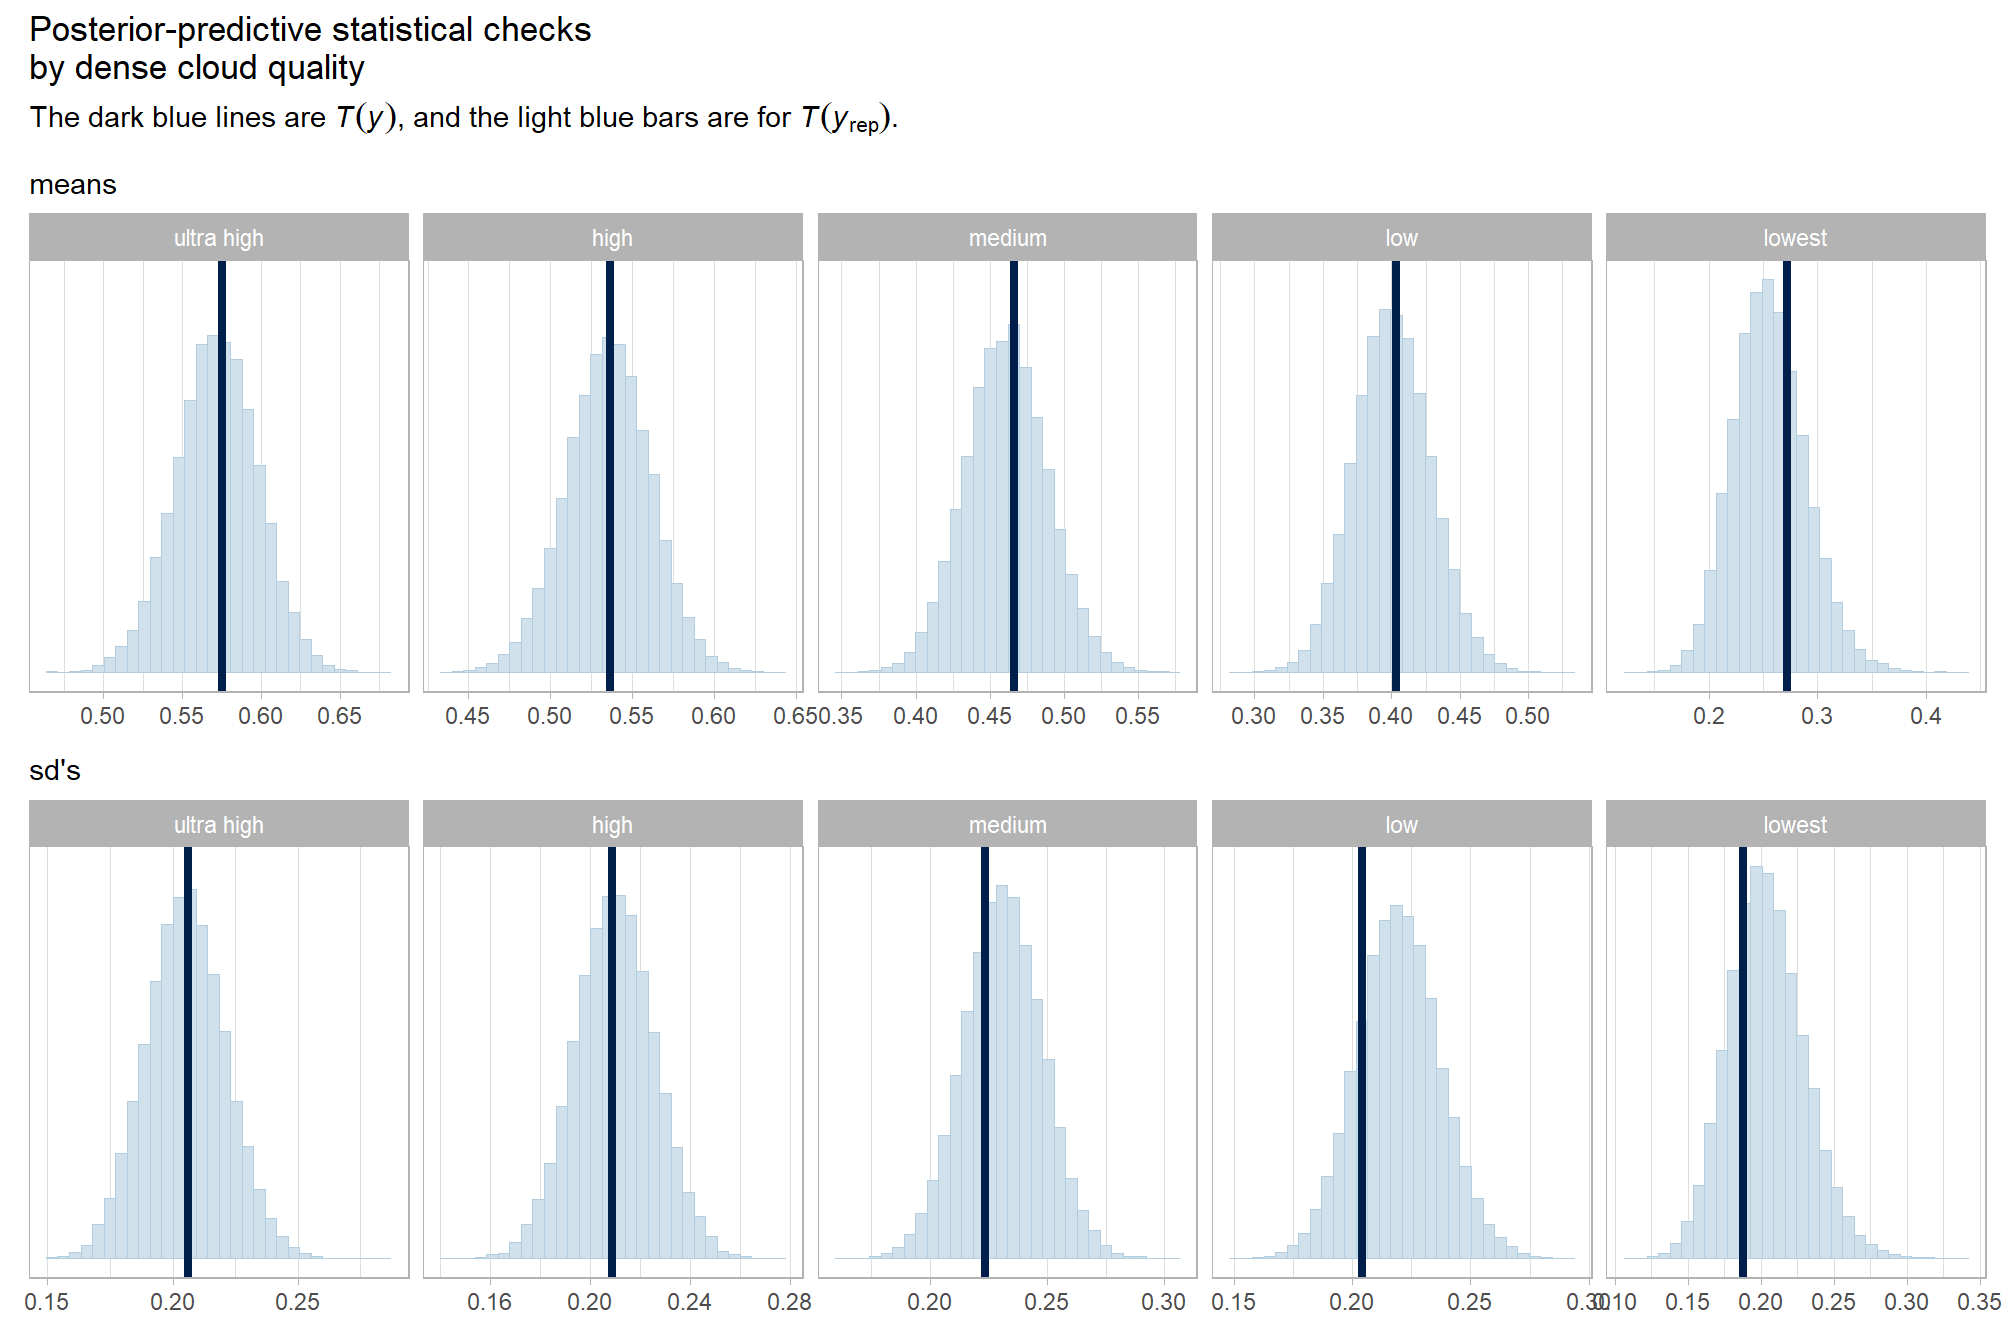 Posterior-predictive statistical checks
by dense cloud quality
The dark blue lines are T(y), and the light blue bars are for T(yrep).
means
ultra high high medium low lowest
0.50 0.55 0.60 0.65 0.45 0.50 0.55 0.60 0.65 0.35 0.40 0.45 0.50 0.55 0.30 0.35 0.40 0.45 0.50 0.2 0.3 0.4
sd's
ultra high high medium low lowest
0.15 0.20 0.25 0.16 0.20 0.24 0.28 0.20 0.25 0.30 0.15 0.20 0.25 0.30 0.10 0.15 0.20 0.25 0.30 0.35